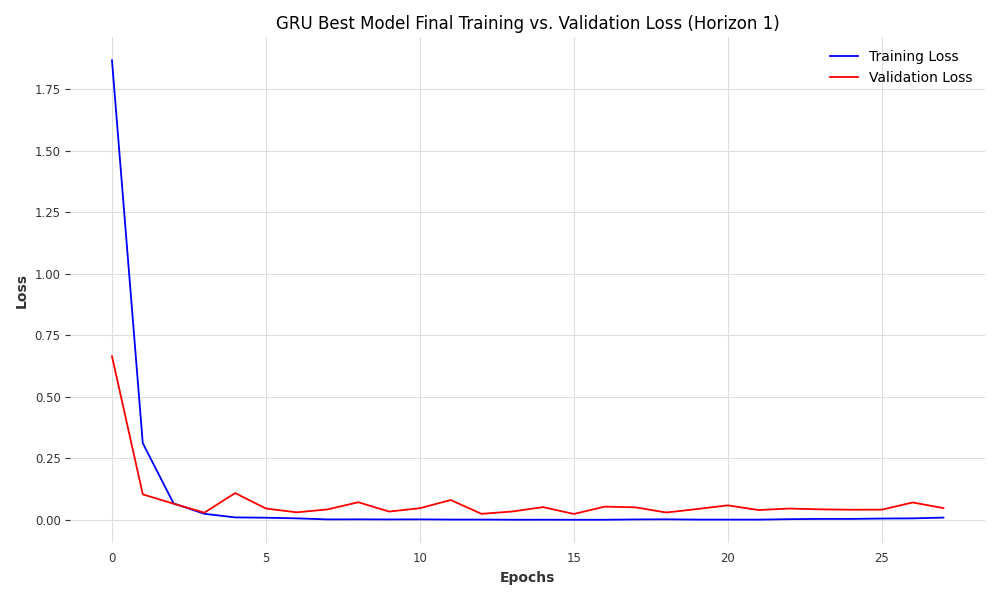 GRU Best Model Final Training vs. Validation Loss (Horizon 1)
Training Loss
Validation Loss
1.75
1.50
1.25
1.00
0.75
0.50
0.25
0.00
Loss
0 5 10 15 20 25
Epochs